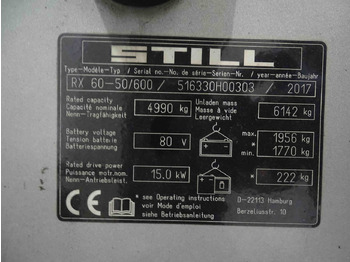 STILL
Type-Modèle-Typ / Serial no.-No. de série-Serien-Nr. / year-année-Baujahr
RX 60-50/600 / 516330H00303 / 2017
Rated capacity
Capacité nominale
Nenn-Tragfähigkeit
4990 kg
Unladen mass
Masse à vide
Leergewicht
6142 kg
Battery voltage
Tension batterie
Batteriespannung
80 V
max. * 1956 kg
min. * 1770 kg
Rated drive power
Puissance motr. nom.
Nenn-Antriebsleist.
15.0 kW
* 222 kg
CE
* see Operating instructions
voir Mode d'emploi
siehe Betriebsanleitung
D-22113 Hamburg
Berzeliusstr. 10